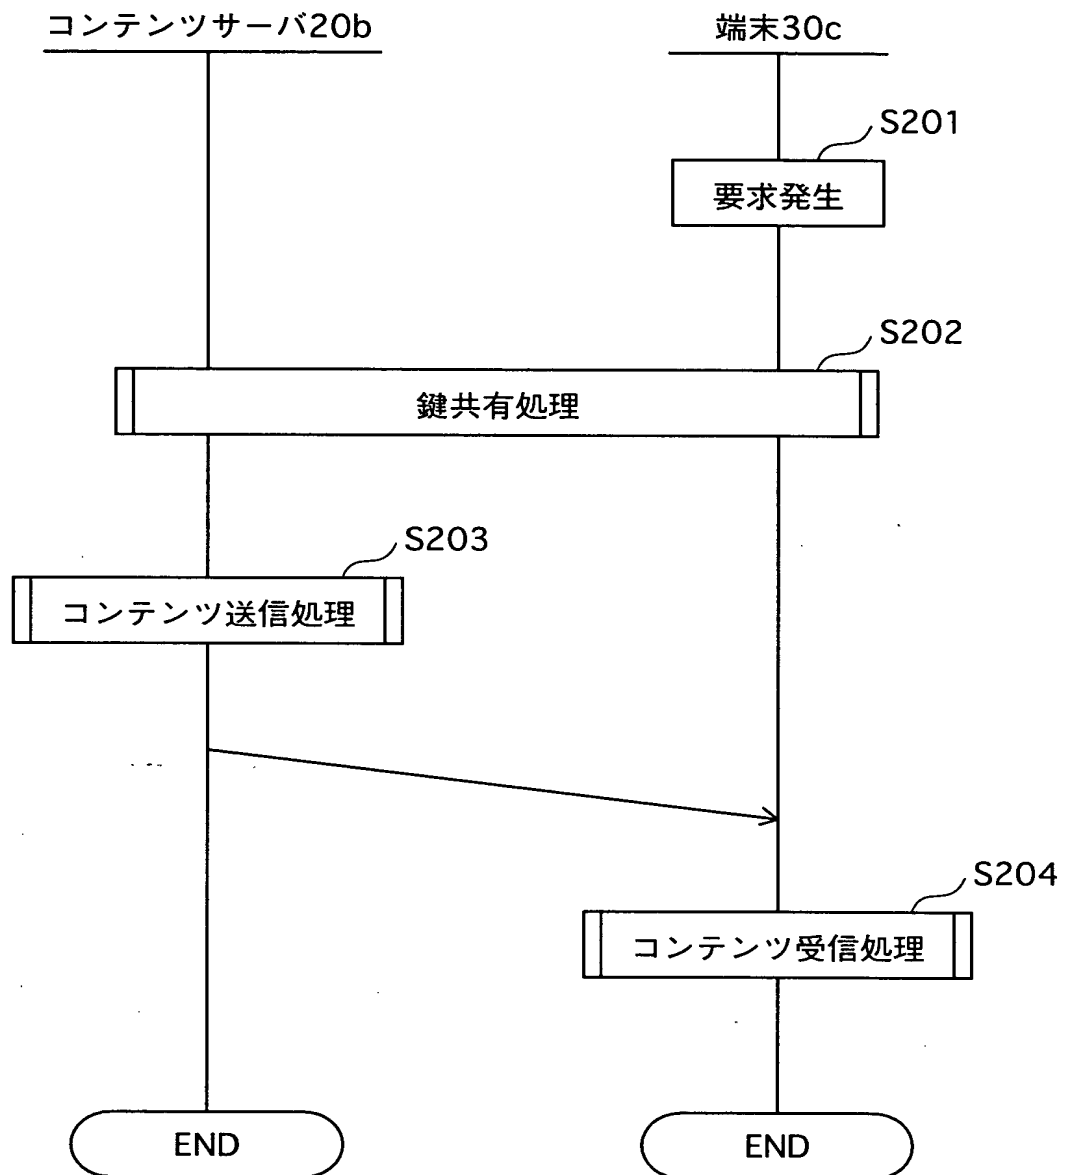 コンテンツサーバ20b
端末30c
S201
要求発生
S202
鍵共有処理
S203
コンテンツ送信処理
S204
コンテンツ受信処理
END
END